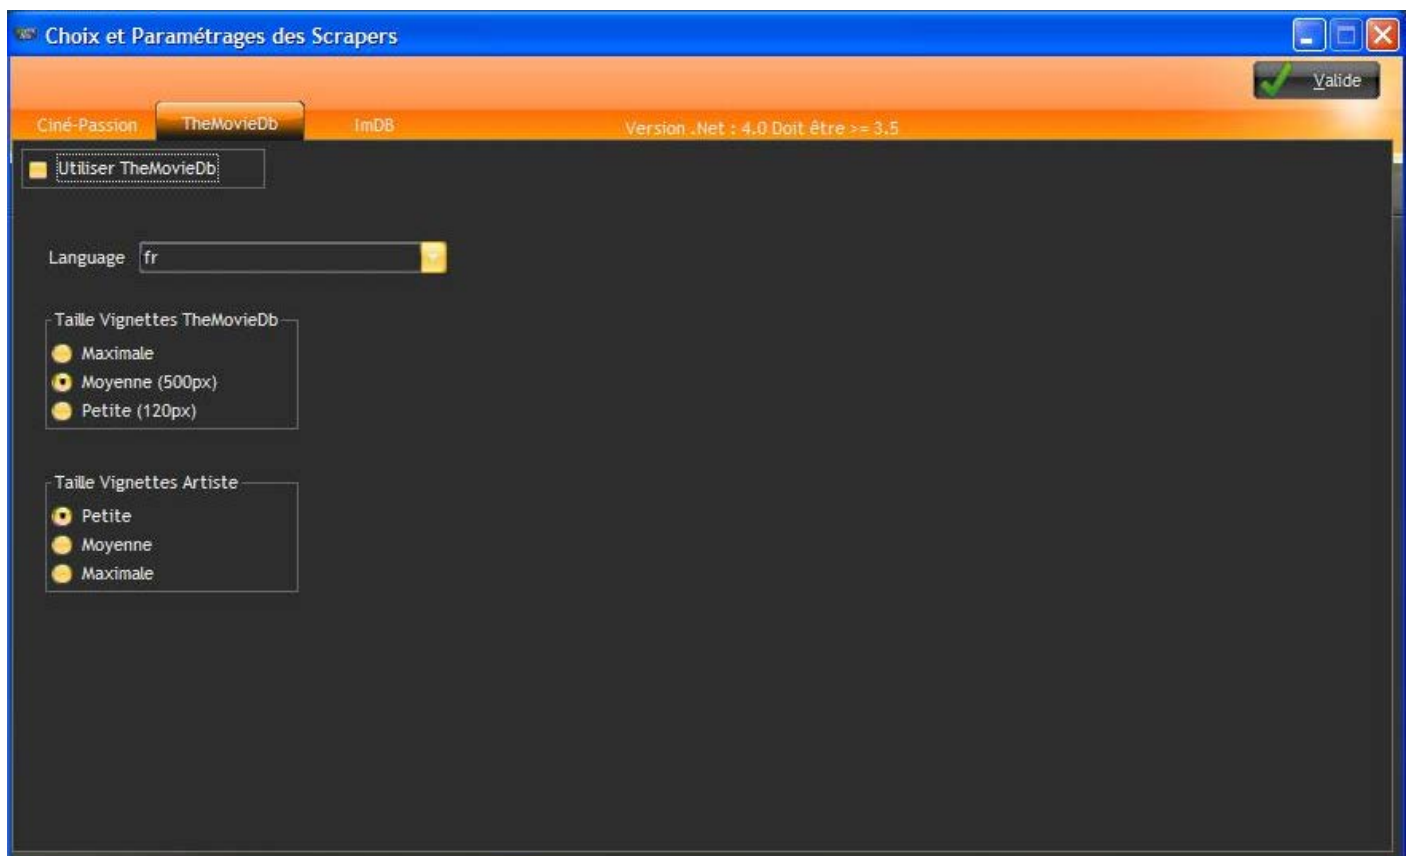 Choix et Paramétrages des Scrapers
Valide
Ciné-Passion TheMovieDb ImDB Version .Net : 4.0 Doit être >= 3.5
Utiliser TheMovieDb
Language fr
Taille Vignettes TheMovieDb
Maximale
Moyenne (500px)
Petite (120px)
Taille Vignettes Artiste
Petite
Moyenne
Maximale